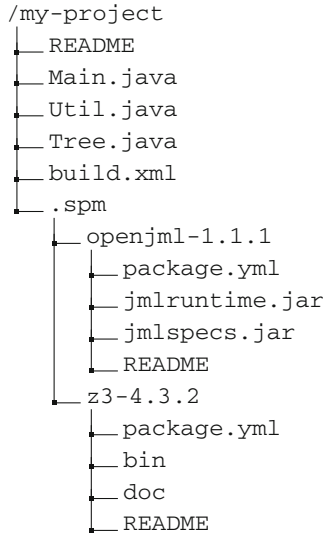 /my-project
README
Main.java
Util.java
Tree.java
build.xml
.spm
openjml-1.1.1
package.yml
jmlruntime.jar
jmlspecs.jar
README
z3-4.3.2
package.yml
bin
doc
README